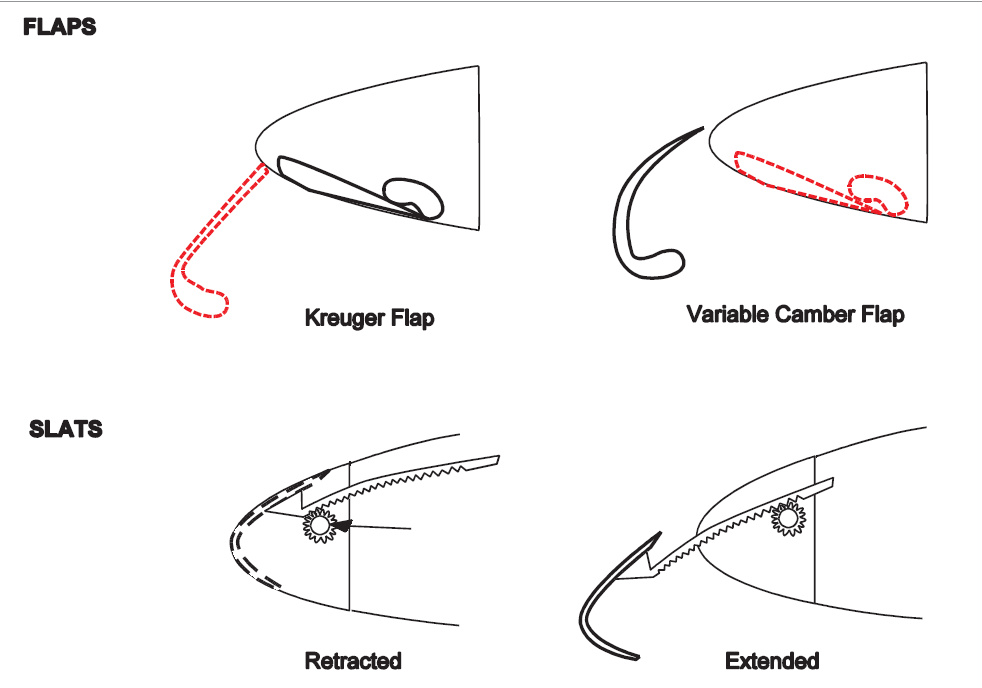 FLAPS
Kreuger Flap
Variable Camber Flap
SLATS
Retracted
Extended